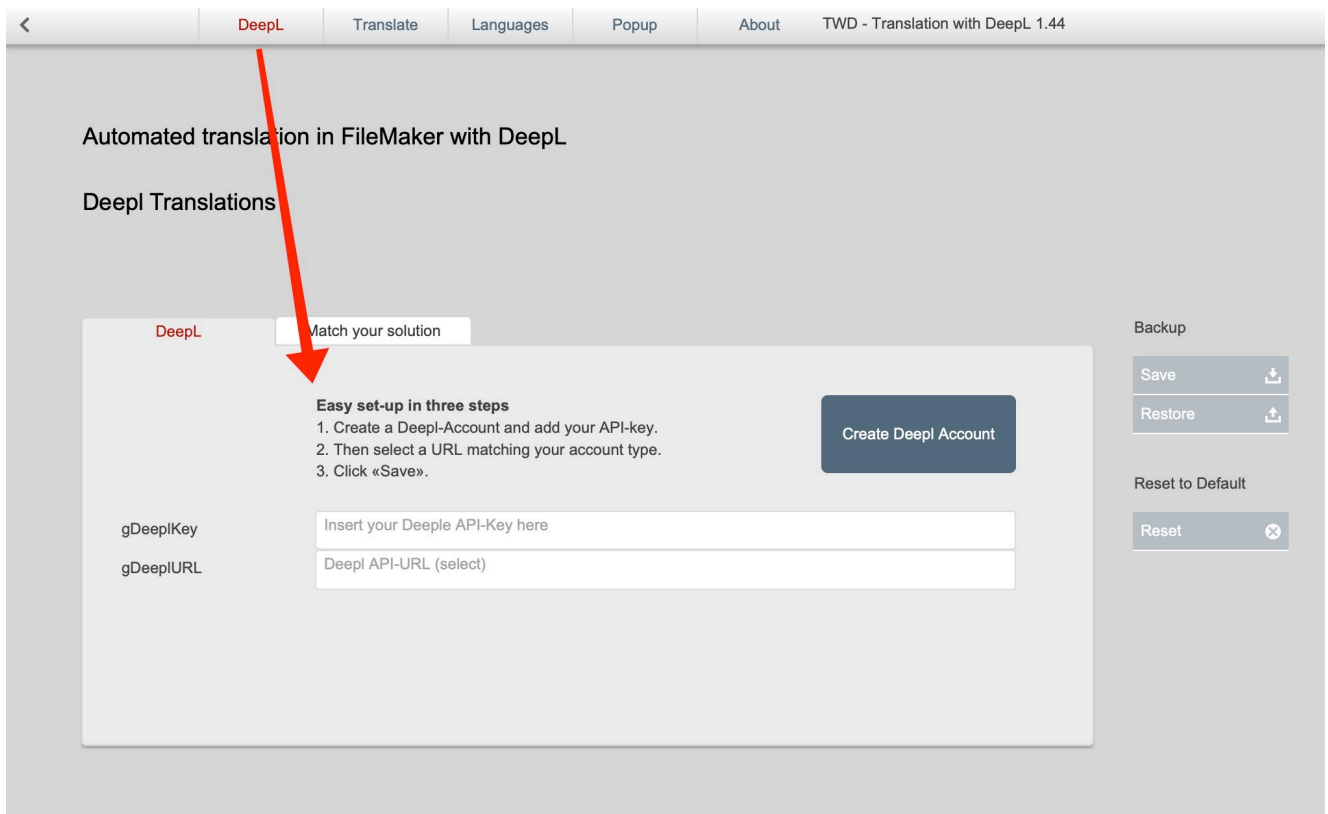 DeepL Translate Languages Popup About TWD - Translation with DeepL 1.44
Automated translation in FileMaker with DeepL
Deepl Translations
DeepL Match your solution
Easy set-up in three steps
1. Create a Deepl-Account and add your API-key.
2. Then select a URL matching your account type.
3. Click «Save».
Create Deepl Account
gDeeplKey Insert your Deeple API-Key here
gDeeplURL Deepl API-URL (select)
Backup
Save
Restore
Reset to Default
Reset